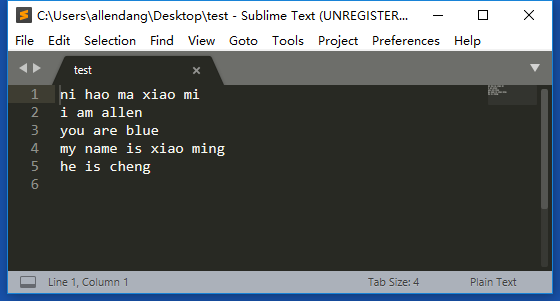 C:\Users\allendang\Desktop\test - Sublime Text (UNREGISTER...
File Edit Selection Find View Goto Tools Project Preferences Help
test
1 ni hao ma xiao mi
2 i am allen
3 you are blue
4 my name is xiao ming
5 he is cheng
6
Line 1, Column 1 Tab Size: 4 Plain Text